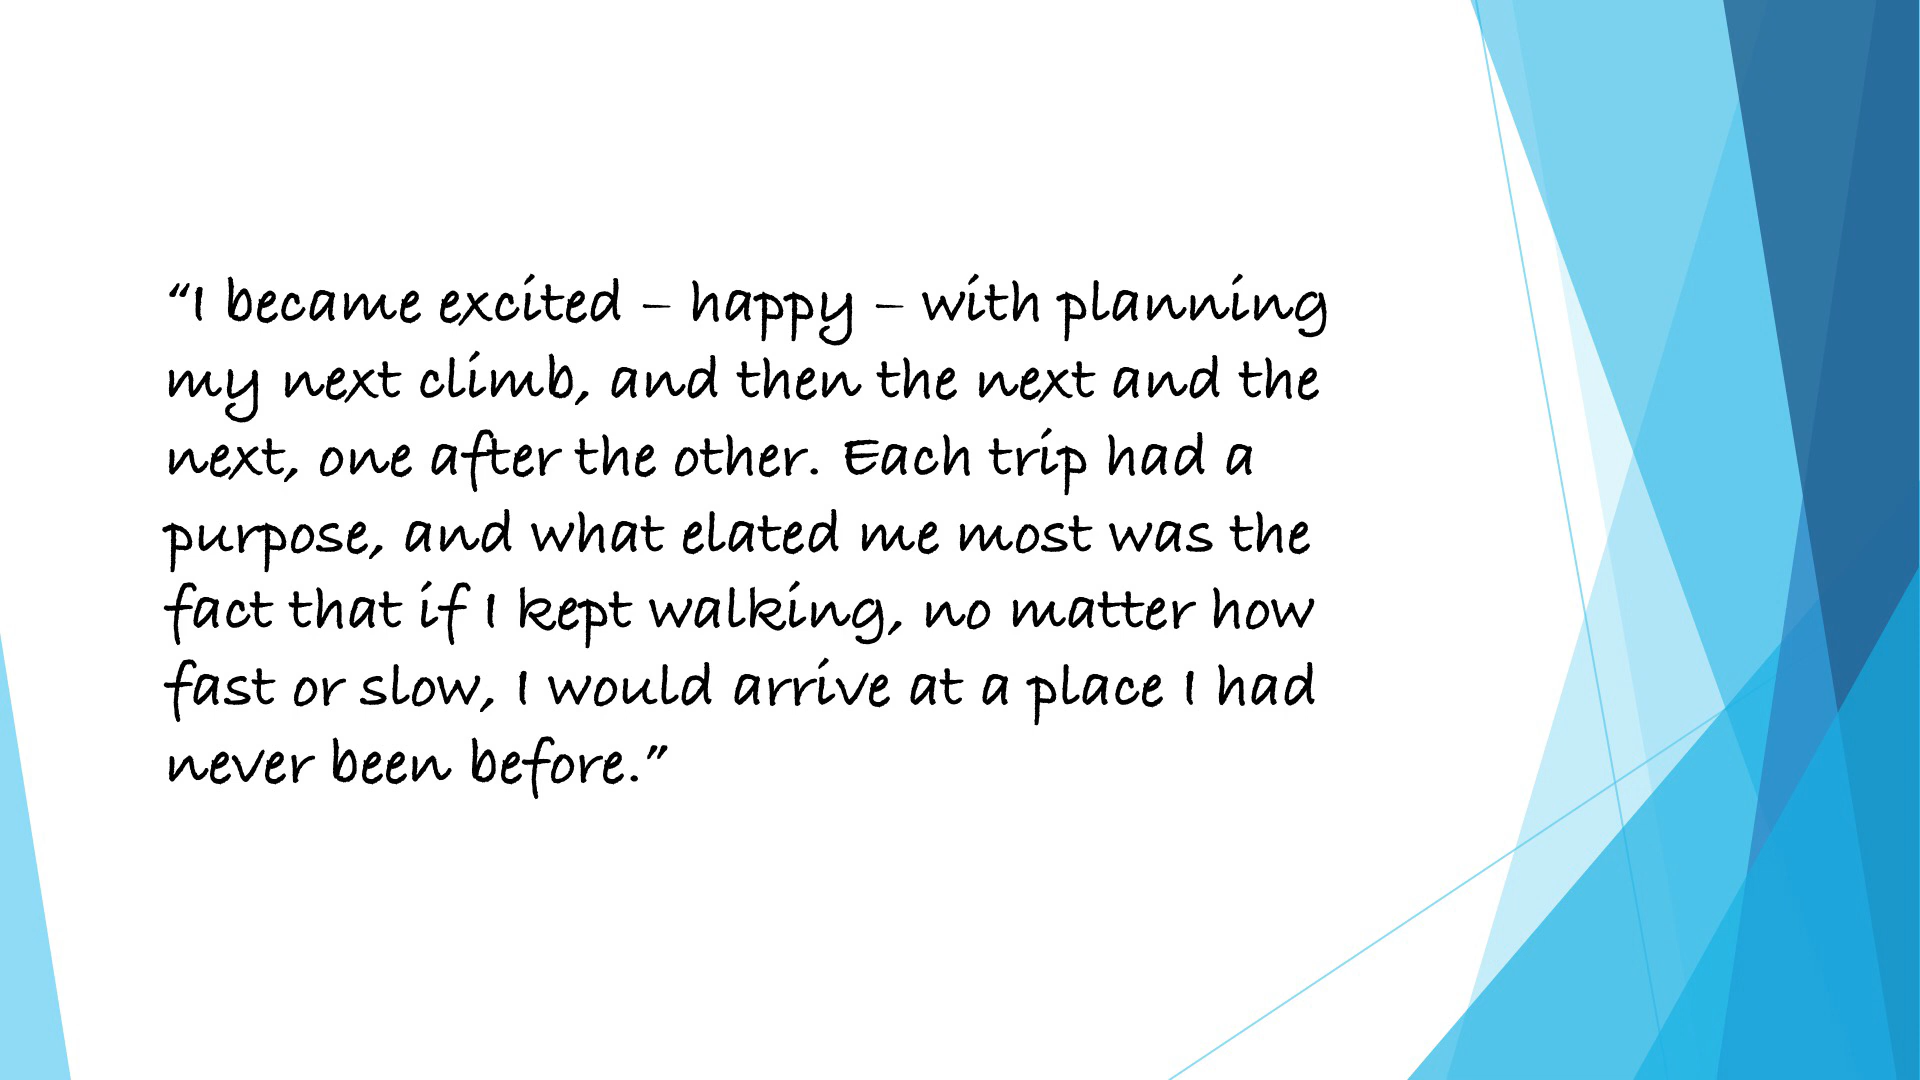 “I became excited – happy – with planning
my next climb, and then the next and the
next, one after the other. Each trip had a
purpose, and what elated me most was the
fact that if I kept walking, no matter how
fast or slow, I would arrive at a place I had
never been before.”